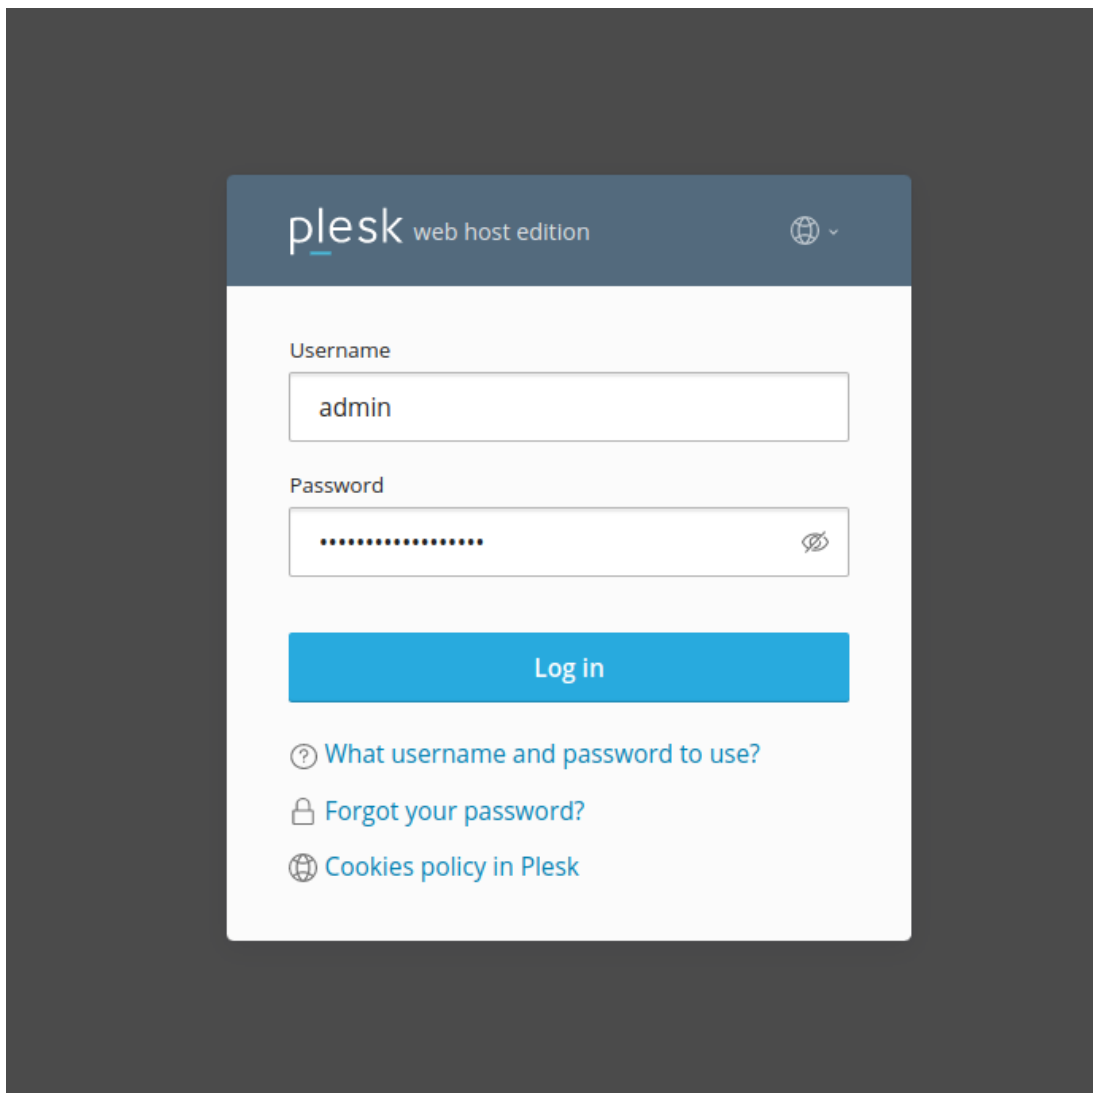 plesk web host edition
Username
admin
Password
••••••••••••••••••
Log in
What username and password to use?
Forgot your password?
Cookies policy in Plesk